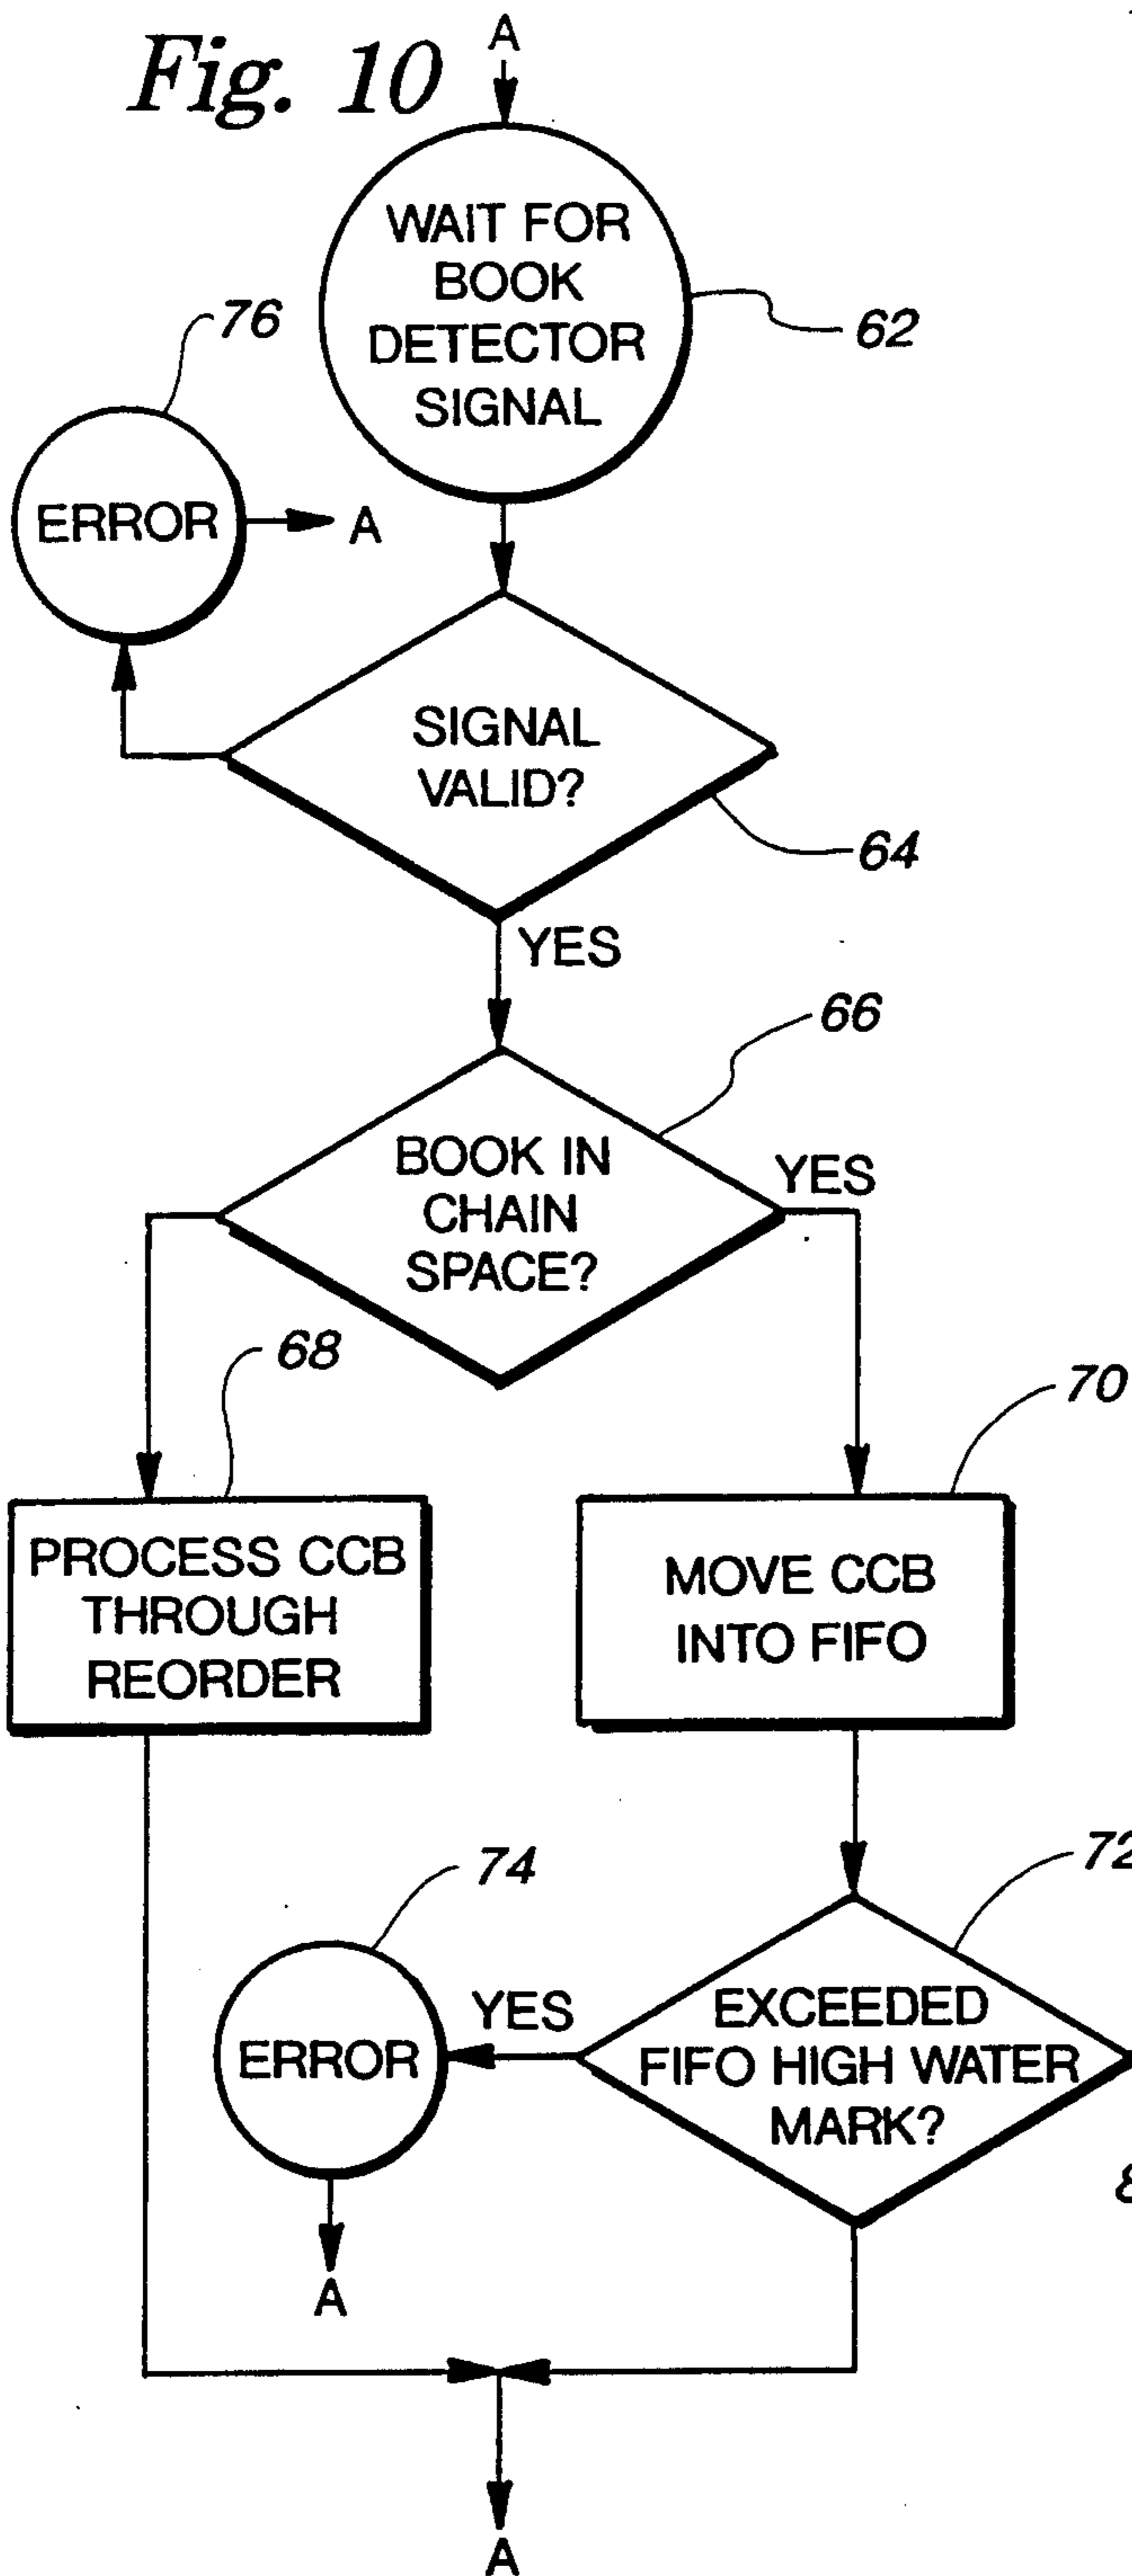 Fig. 10
A
WAIT FOR
BOOK
DETECTOR
SIGNAL
62
76
ERROR
A
SIGNAL
VALID?
64
YES
66
BOOK IN
CHAIN
SPACE?
YES
68
70
PROCESS CCB
THROUGH
REORDER
MOVE CCB
INTO FIFO
72
74
YES
ERROR
EXCEEDED
FIFO HIGH WATER
MARK?
A
A